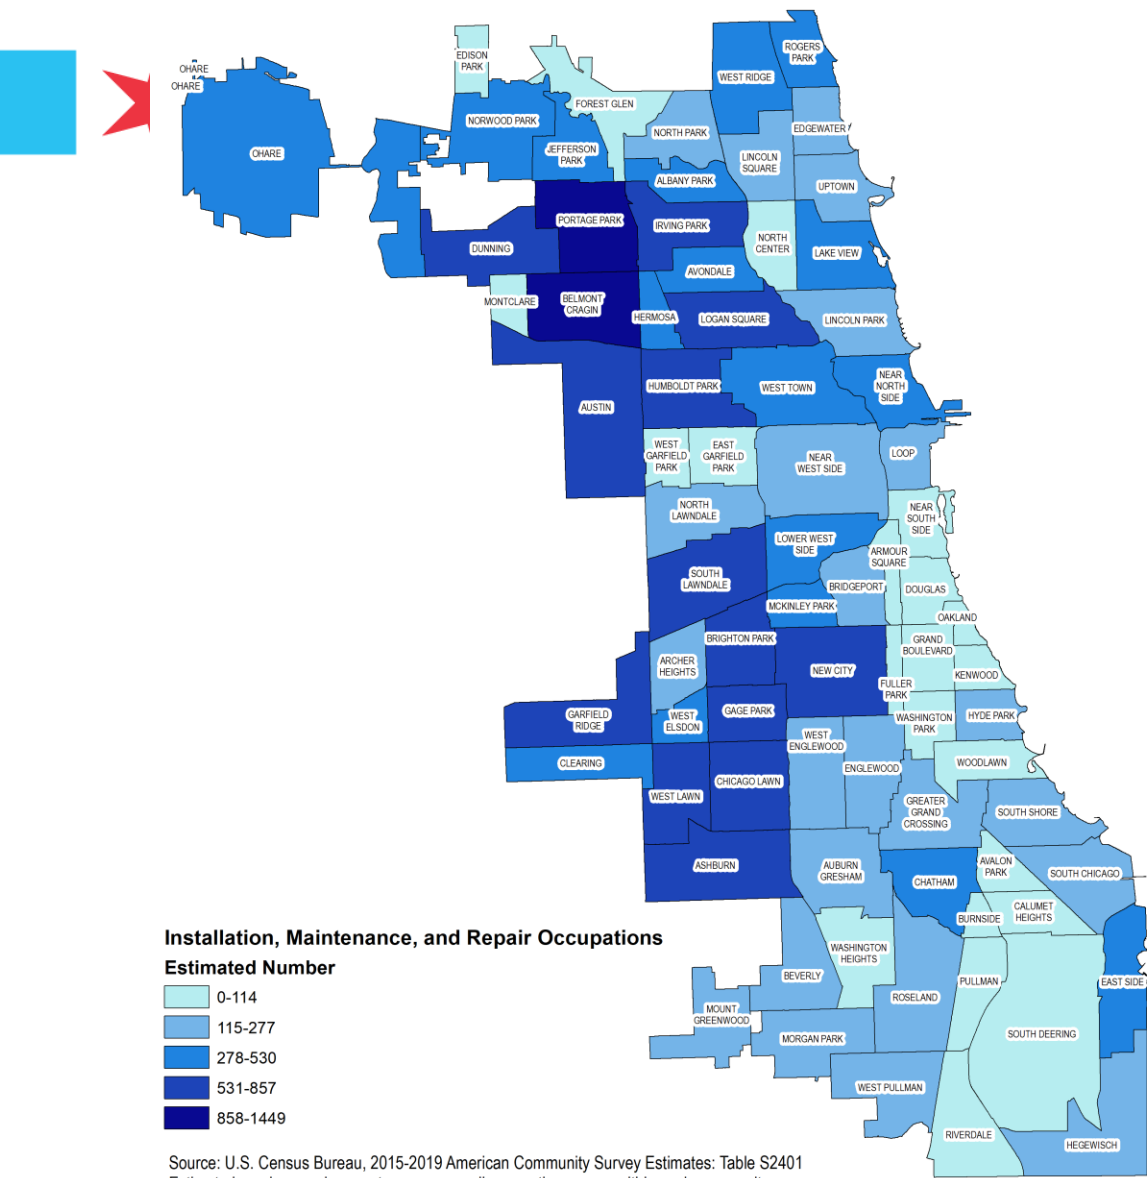 EDISON
PARK
ROGERS
PARK
OHARE
OHARE
WEST RIDGE
FOREST GLEN
NORWOOD PARK
NORTH PARK
EDGEWATER
OHARE
JEFFERSON
PARK
LINCOLN
SQUARE
ALBANY PARK
UPTOWN
PORTAGE PARK
IRVING PARK
DUNNING
NORTH
CENTER
LAKE VIEW
AVONDALE
MONTCLARE
BELMONT
CRAGIN
HERMOSA
LOGAN SQUARE
LINCOLN PARK
HUMBOLDT PARK
WEST TOWN
NEAR
NORTH
SIDE
AUSTIN
WEST
GARFIELD
PARK
EAST
GARFIELD
PARK
NEAR
WEST SIDE
LOOP
NORTH
LAWNDALE
NEAR
SOUTH
SIDE
LOWER WEST
SIDE
ARMOUR
SQUARE
SOUTH
LAWNDALE
BRIDGEPORT
DOUGLAS
MCKINLEY PARK
OAKLAND
BRIGHTON PARK
GRAND
BOULEVARD
ARCHER
HEIGHTS
NEW CITY
KENWOOD
FULLER
PARK
GARFIELD
RIDGE
WEST
ELSDON
GAGE PARK
WASHINGTON
PARK
HYDE PARK
WEST
ENGLEWOOD
CLEARING
ENGLEWOOD
WOODLAWN
WEST LAWN
CHICAGO LAWN
GREATER
GRAND
CROSSING
SOUTH SHORE
ASHBURN
AUBURN
GRESHAM
CHATHAM
AVALON
PARK
SOUTH CHICAGO
BURNSIDE
CALUMET
HEIGHTS
WASHINGTON
HEIGHTS
BEVERLY
PULLMAN
EAST SIDE
ROSELAND
MOUNT
GREENWOOD
MORGAN PARK
SOUTH DEERING
WEST PULLMAN
RIVERDALE
HEGEWISCH
Installation, Maintenance, and Repair Occupations
Estimated Number
0-114
115-277
278-530
531-857
858-1449
Source: U.S. Census Bureau, 2015-2019 American Community Survey Estimates: Table S2401